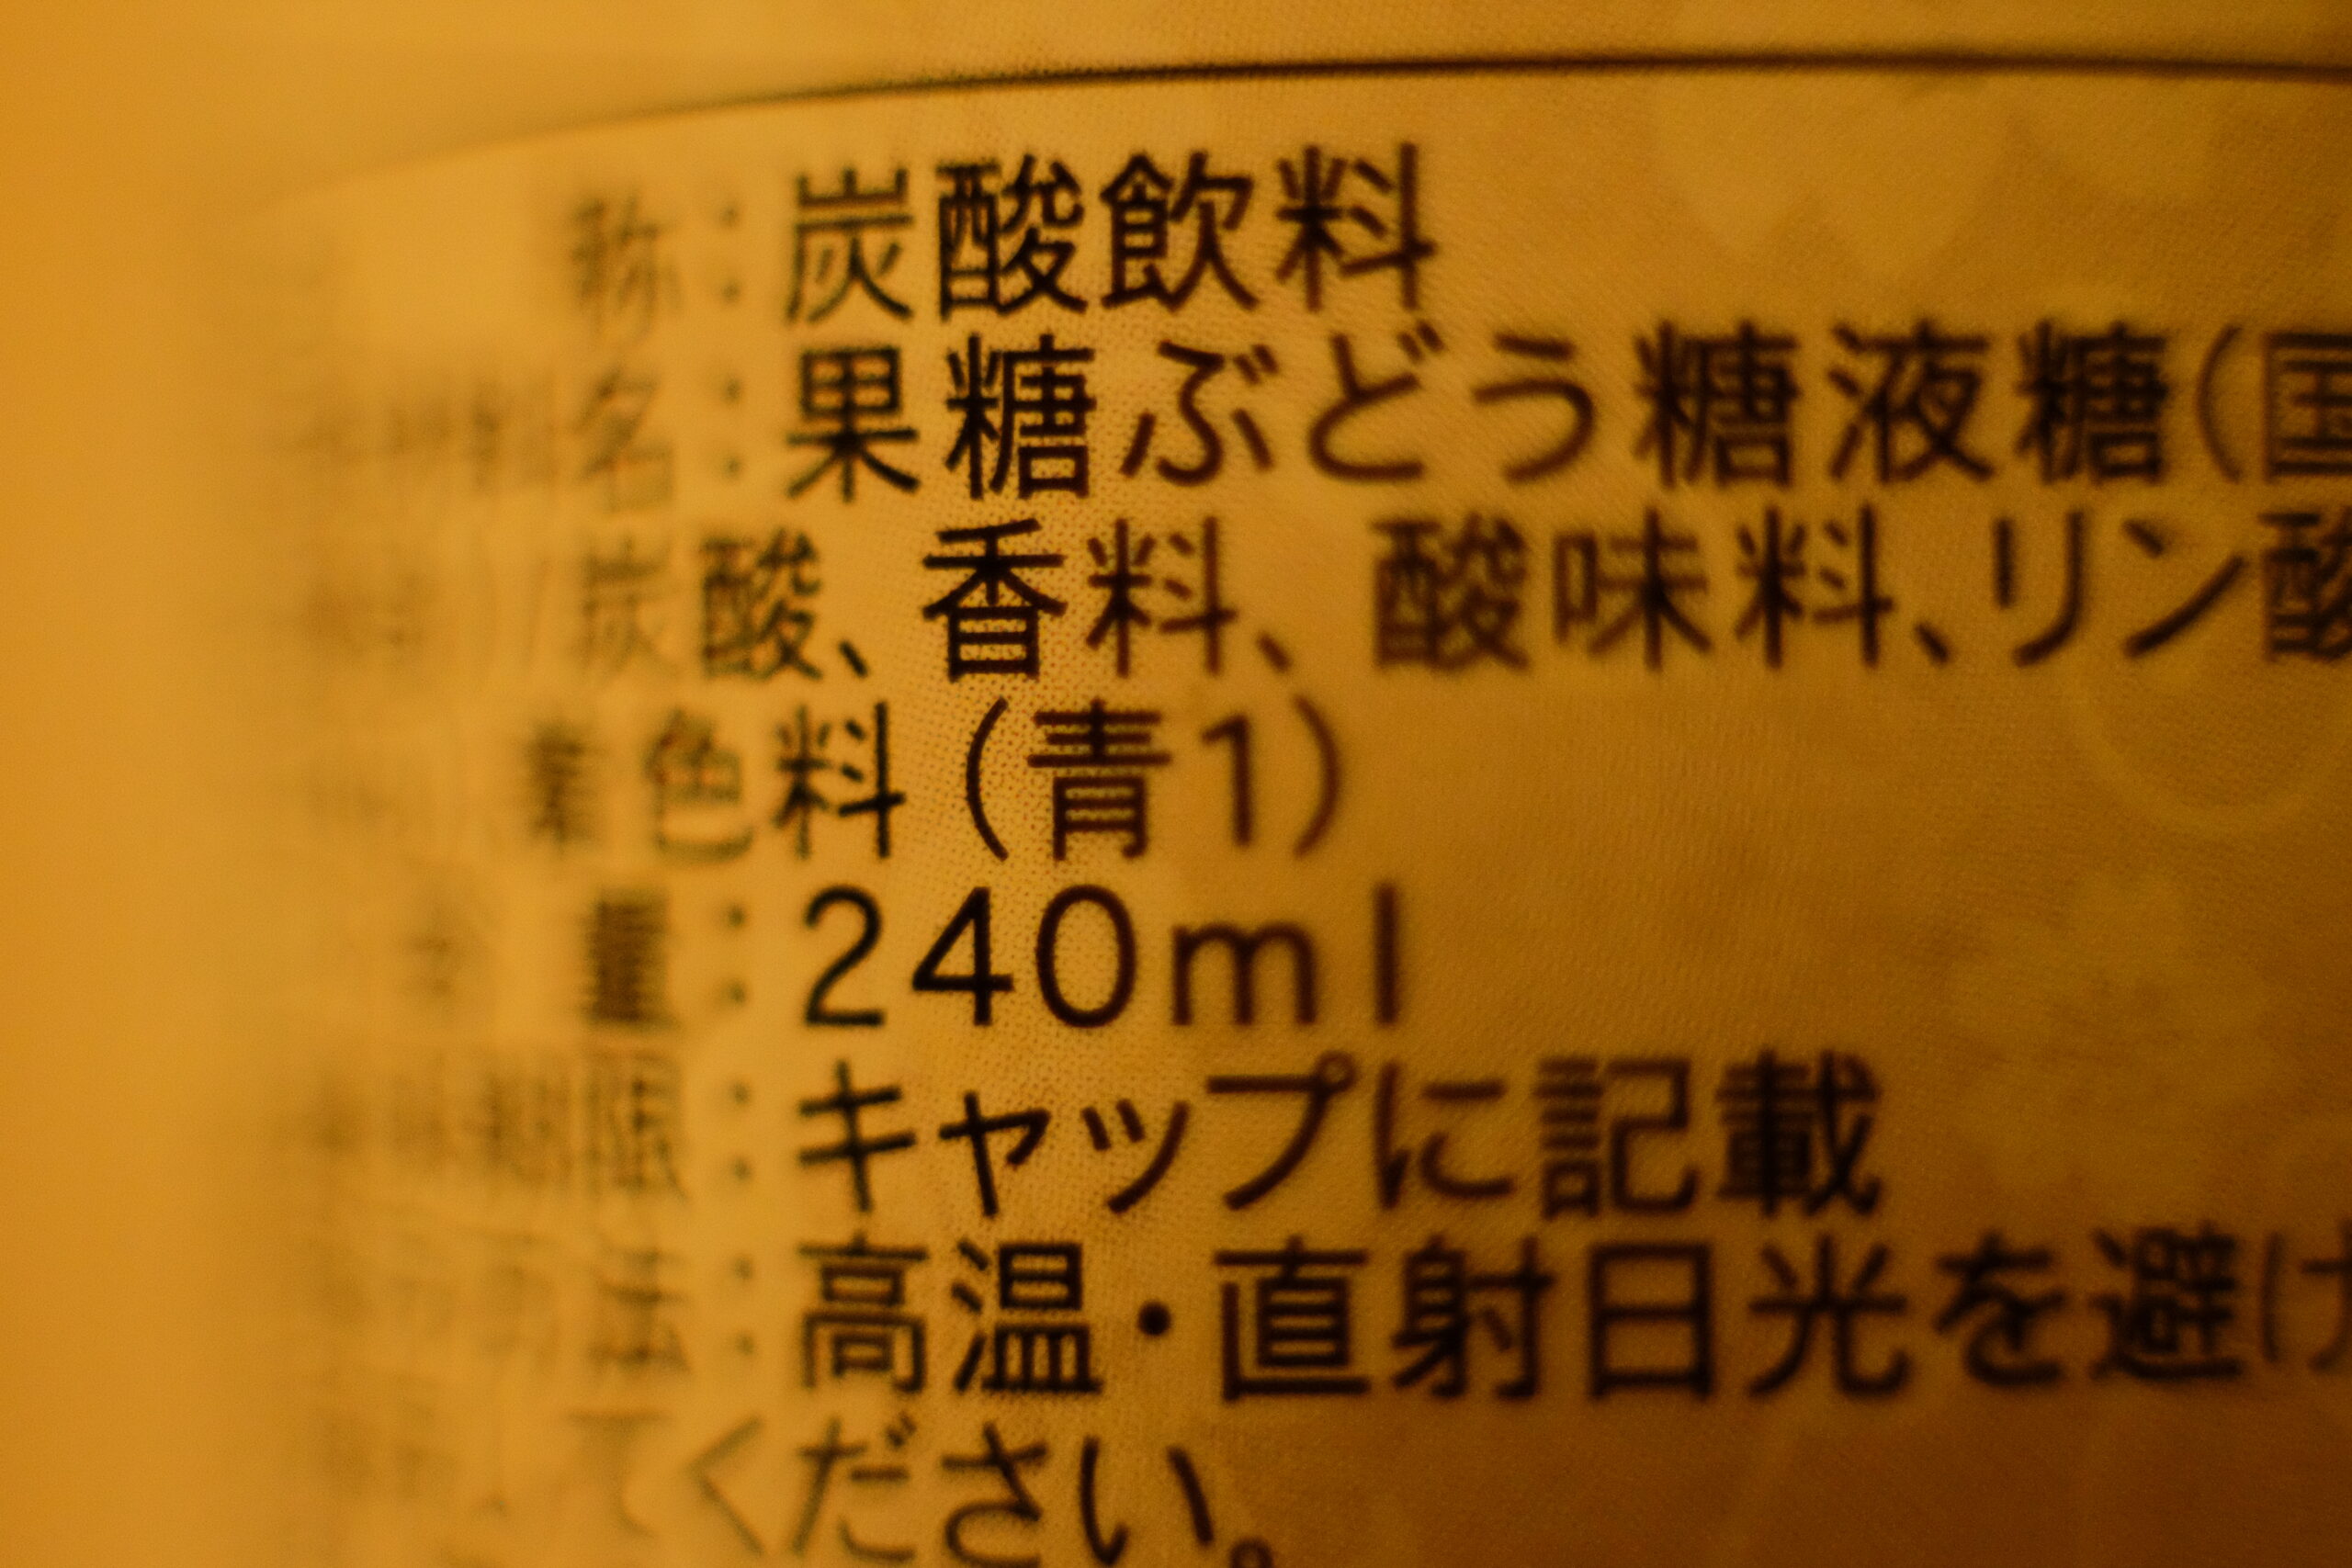 称：炭酸飲料
名：果糖ぶどう糖液糖(国
炭酸、香料、酸味料、リン酸
着色料(青1)
量：240ml
期限：キャップに記載
法：高温・直射日光を避け
てください。